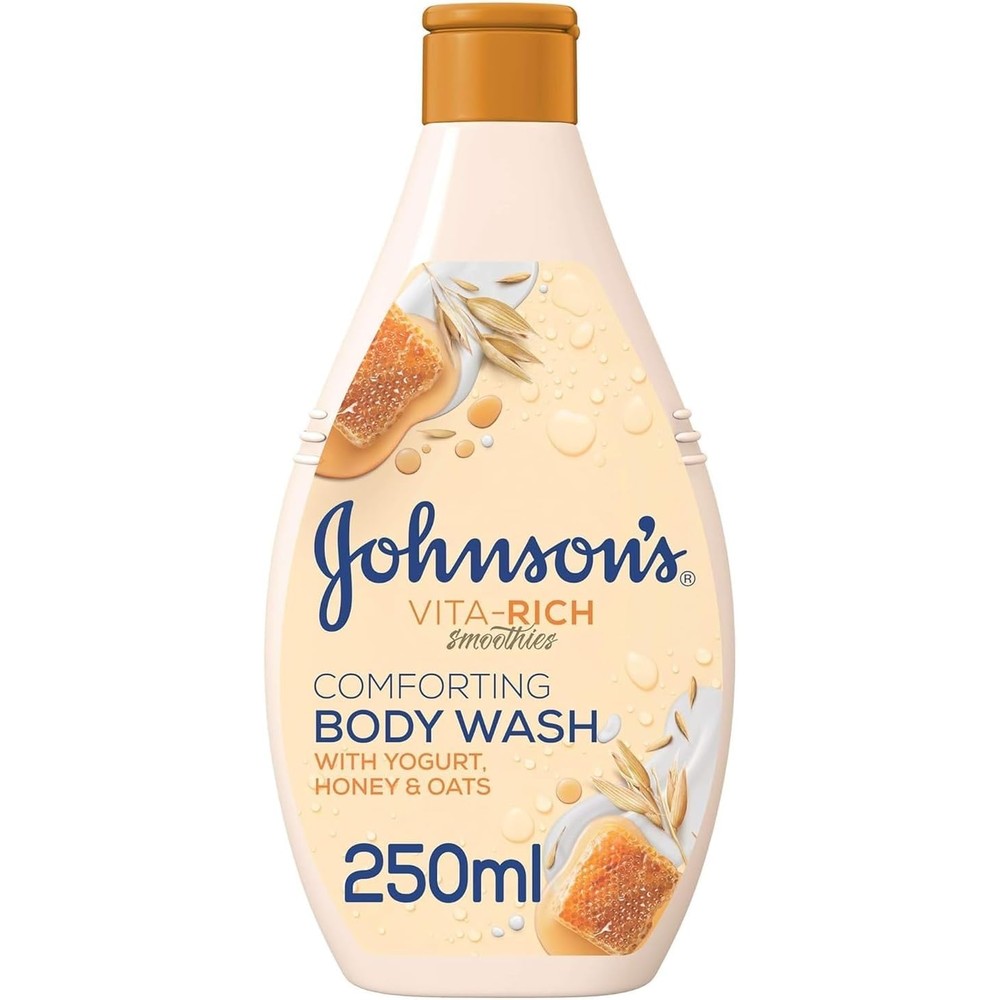 Johnson's®
VITA-RICH
smoothies
COMFORTING
BODY WASH
WITH YOGURT,
HONEY & OATS
250ml